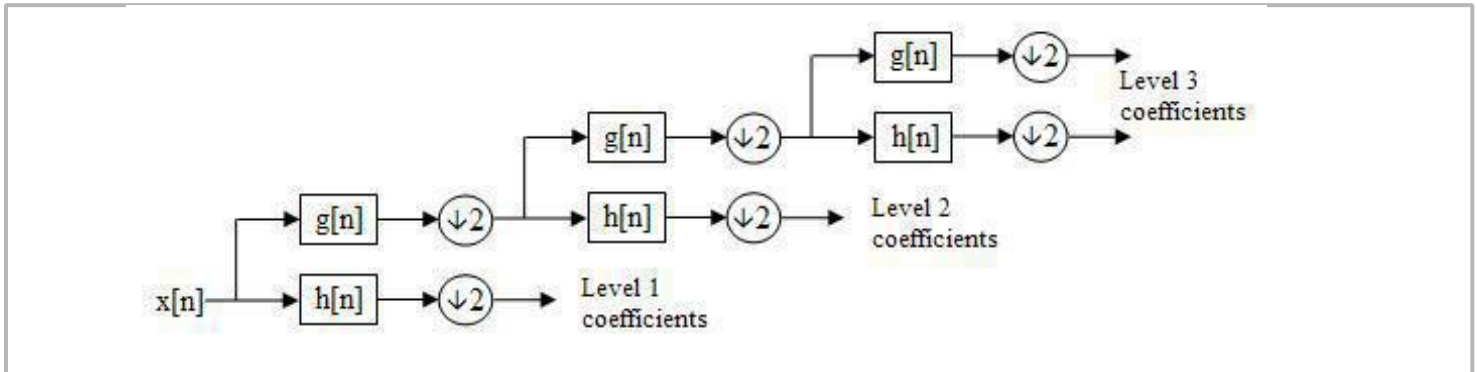 g[n] ↓2
Level 3
coefficients
g[n] ↓2 h[n] ↓2
g[n] ↓2 h[n] ↓2
Level 2
coefficients
x[n] h[n] ↓2
Level 1
coefficients